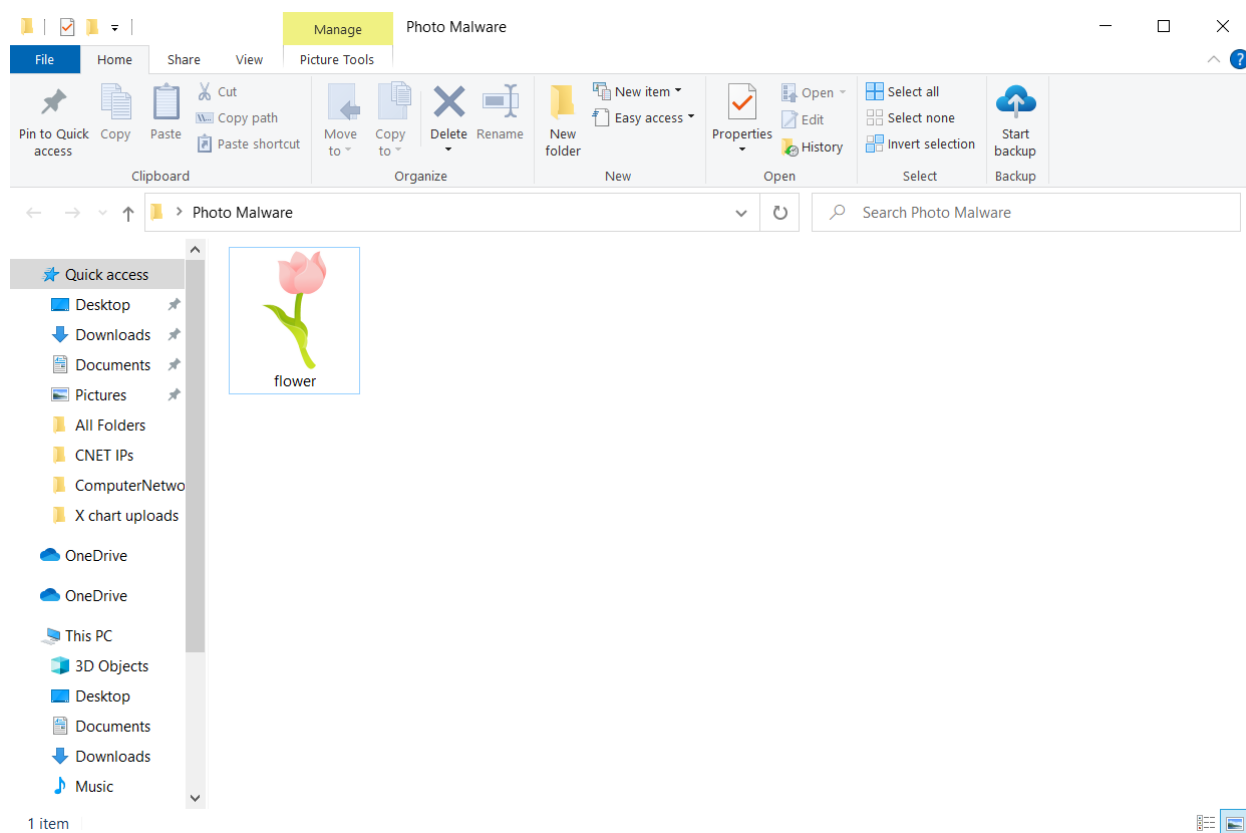 Manage
Photo Malware
File
Home
Share
View
Picture Tools
?
Pin to Quick
access
Copy
Paste
Cut
Copy path
Paste shortcut
Clipboard
Move
to
Copy
to
Delete
Rename
Organize
New
folder
New item
Easy access
New
Properties
Open
Edit
History
Open
Select all
Select none
Invert selection
Select
Start
backup
Backup
Photo Malware
Search Photo Malware
Quick access
Desktop
Downloads
Documents
Pictures
All Folders
CNET IPs
ComputerNetwo
X chart uploads
OneDrive
OneDrive
This PC
3D Objects
Desktop
Documents
Downloads
Music
flower
1 item